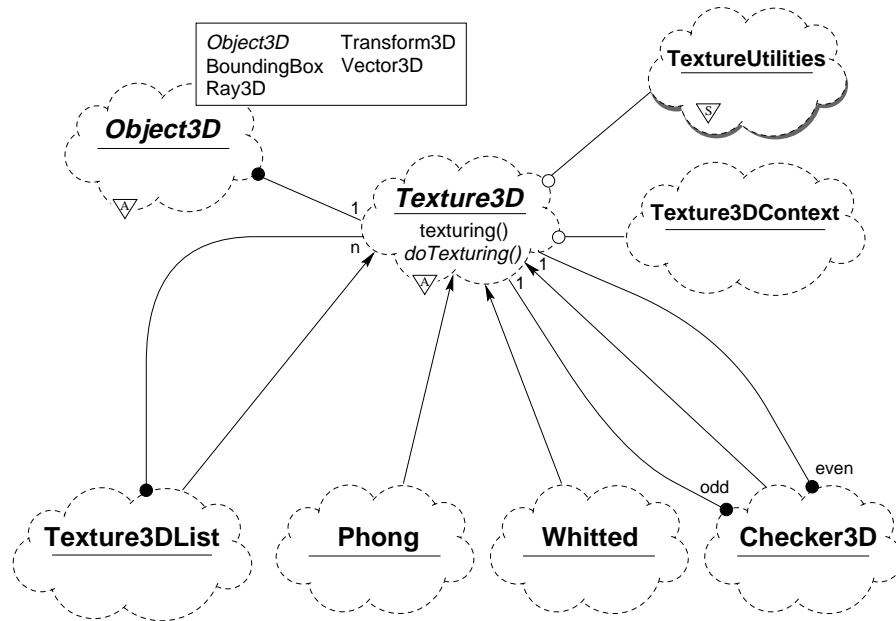 Object3D Transform3D
BoundingBox Vector3D
Ray3D
TextureUtilities
S
Object3D
A
Texture3D
texturing()
doTexturing()
A
Texture3DContext
1
n
1
1
odd
even
Texture3DList
Phong
Whitted
Checker3D